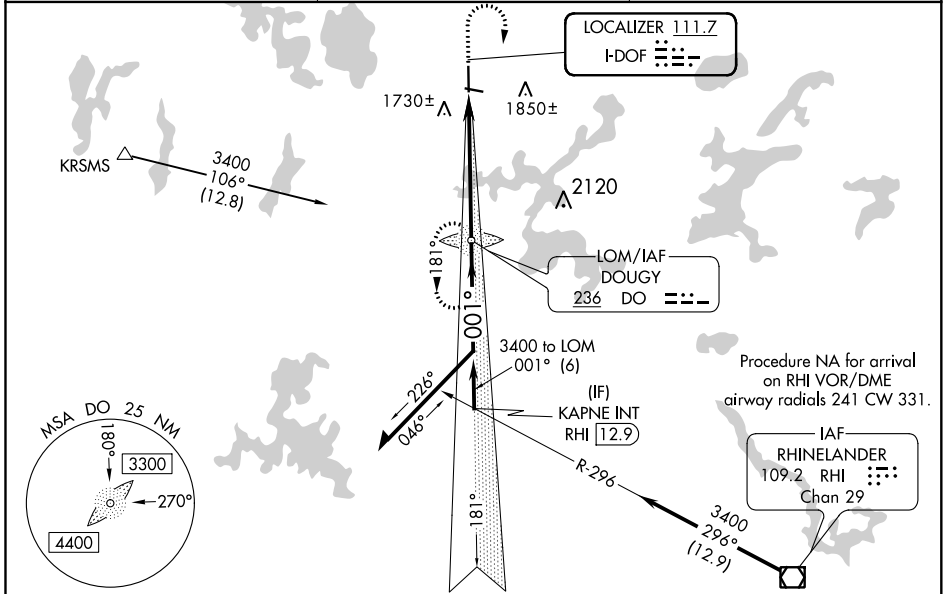 LOCALIZER 111.7
I-DOF
1730±
1850±
KRSMS
3400
106°
(12.8)
2120
181°
LOM/IAF
DOUGY
236 DO
001°
3400 to LOM
001° (6)
226°
046°
(IF)
KAPNE INT
RHI 12.9
Procedure NA for arrival
on RHI VOR/DME
airway radials 241 CW 331.
IAF
RHINELANDER
109.2 RHI
Chan 29
R-296
3400
296°
(12.9)
181°
MSA DO 25 NM
180°
3300
270°
4400